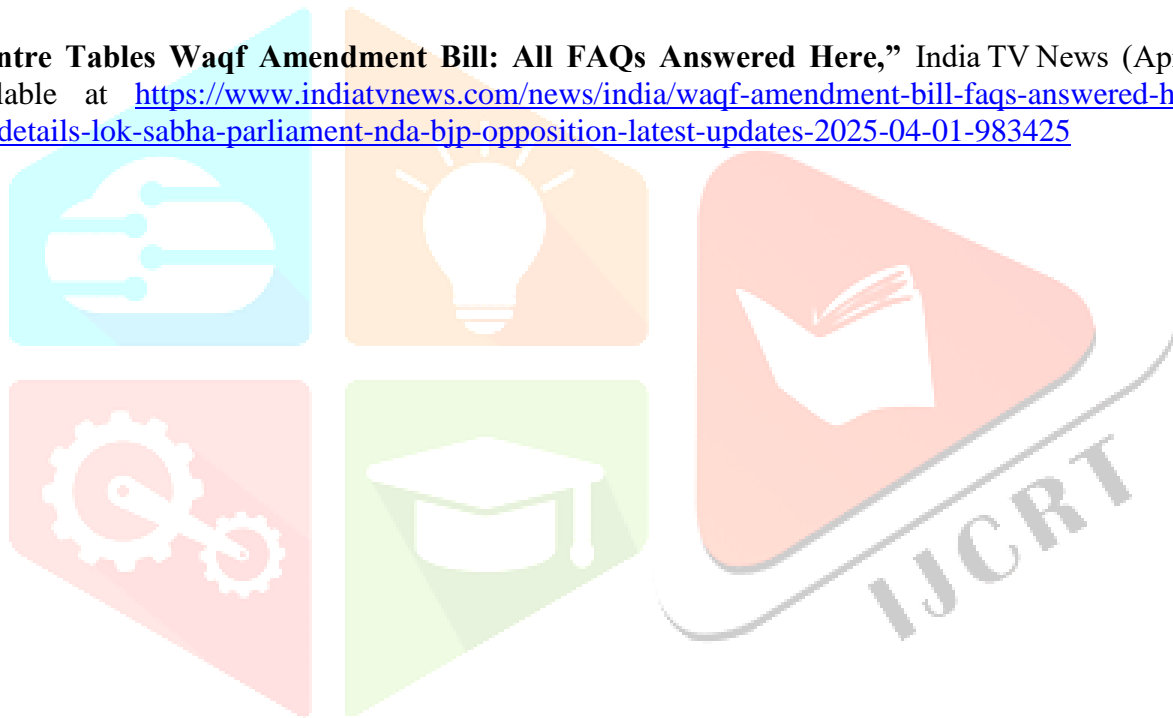 ntre Tables Waqf Amendment Bill: All FAQs Answered Here,” India TV News (Ap
lable at https://www.indiatvnews.com/news/india/waqf-amendment-bill-faqs-answered-h
details-lok-sabha-parliament-nda-bjp-opposition-latest-updates-2025-04-01-983425
IJCRT